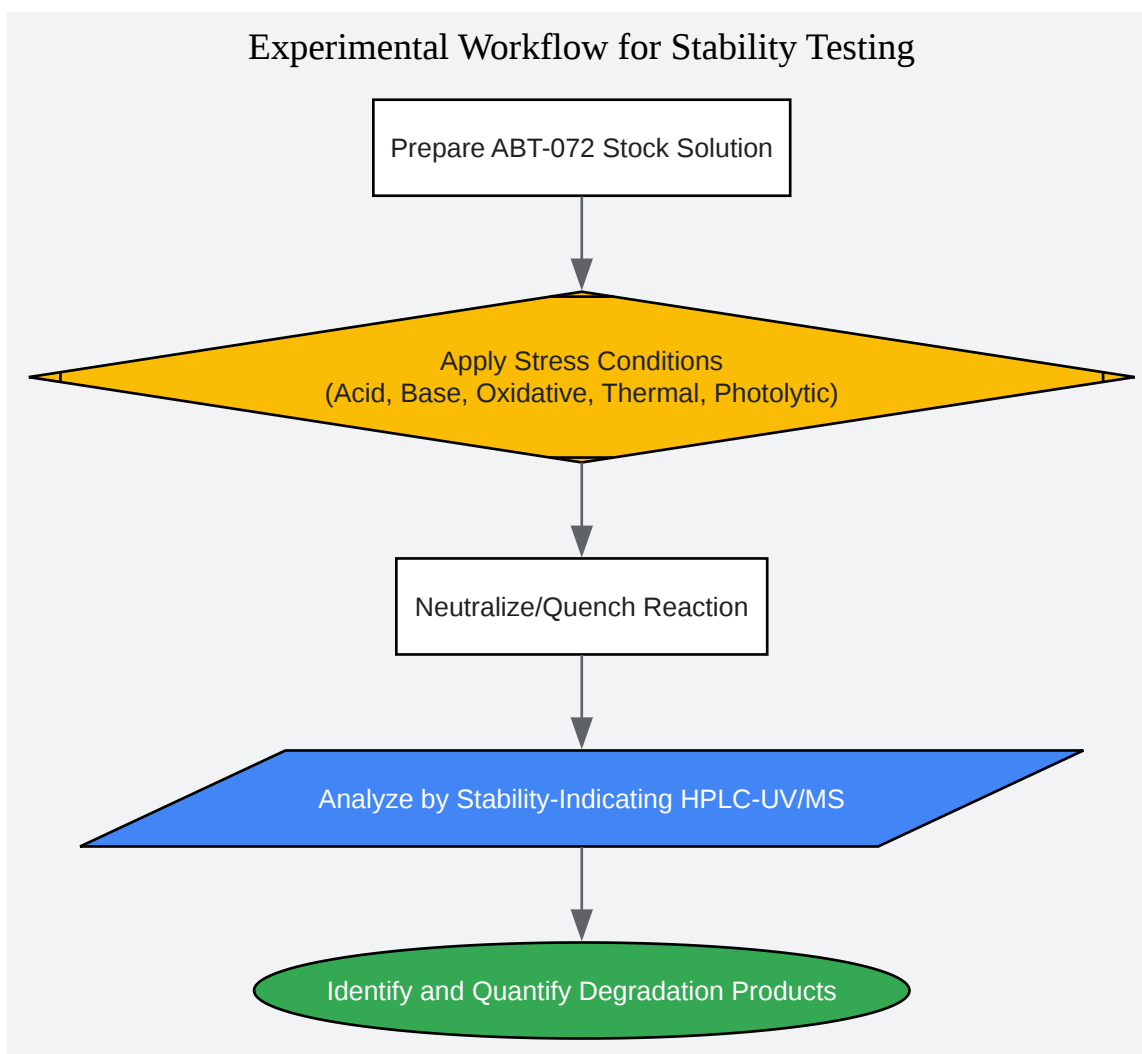 Experimental Workflow for Stability Testing
Prepare ABT-072 Stock Solution
Apply Stress Conditions
(Acid, Base, Oxidative, Thermal, Photolytic)
Neutralize/Quench Reaction
Analyze by Stability-Indicating HPLC-UV/MS
Identify and Quantify Degradation Products